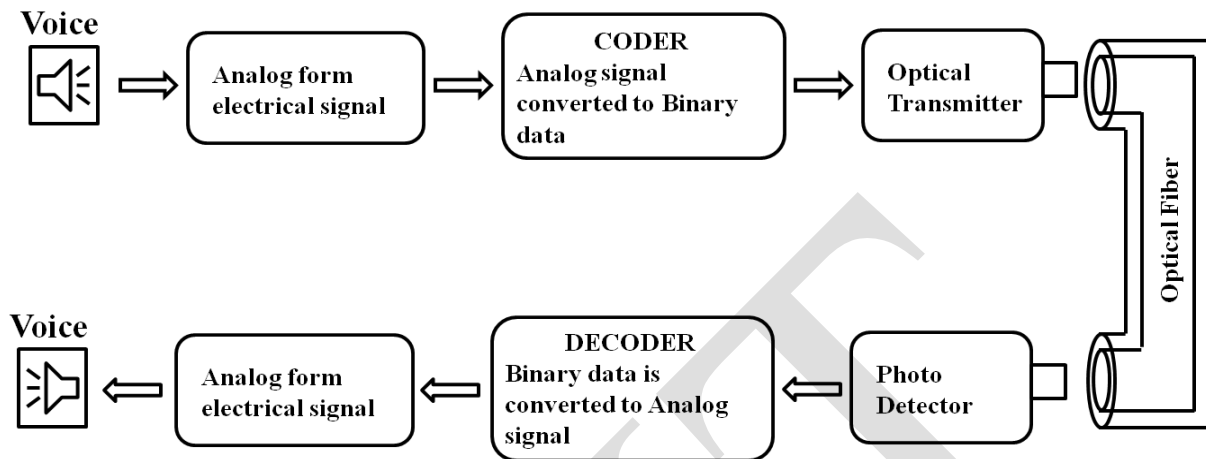 Voice
Analog form
electrical signal
CODER
Analog signal
converted to Binary
data
Optical
Transmitter
Optical Fiber
Voice
Analog form
electrical signal
DECODER
Binary data is
converted to Analog
signal
Photo
Detector